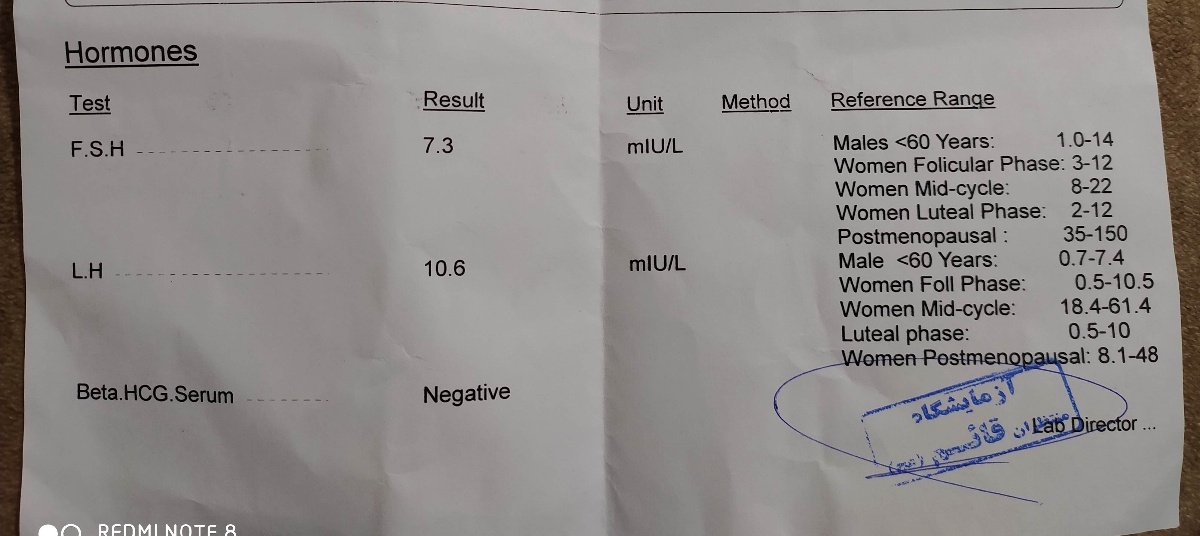 Hormones
Test Result Unit Method Reference Range
F.S.H 7.3 mIU/L Males <60 Years: 1.0-14
Women Folicular Phase: 3-12
Women Mid-cycle: 8-22
Women Luteal Phase: 2-12
Postmenopausal : 35-150
L.H 10.6 mIU/L Male <60 Years: 0.7-7.4
Women Foll Phase: 0.5-10.5
Women Mid-cycle: 18.4-61.4
Luteal phase: 0.5-10
Women Postmenopausal: 8.1-48
Beta.HCG.Serum Negative
آزمایشگاه
منتظران قائم
Lab Director ...
REDMI NOTE 8